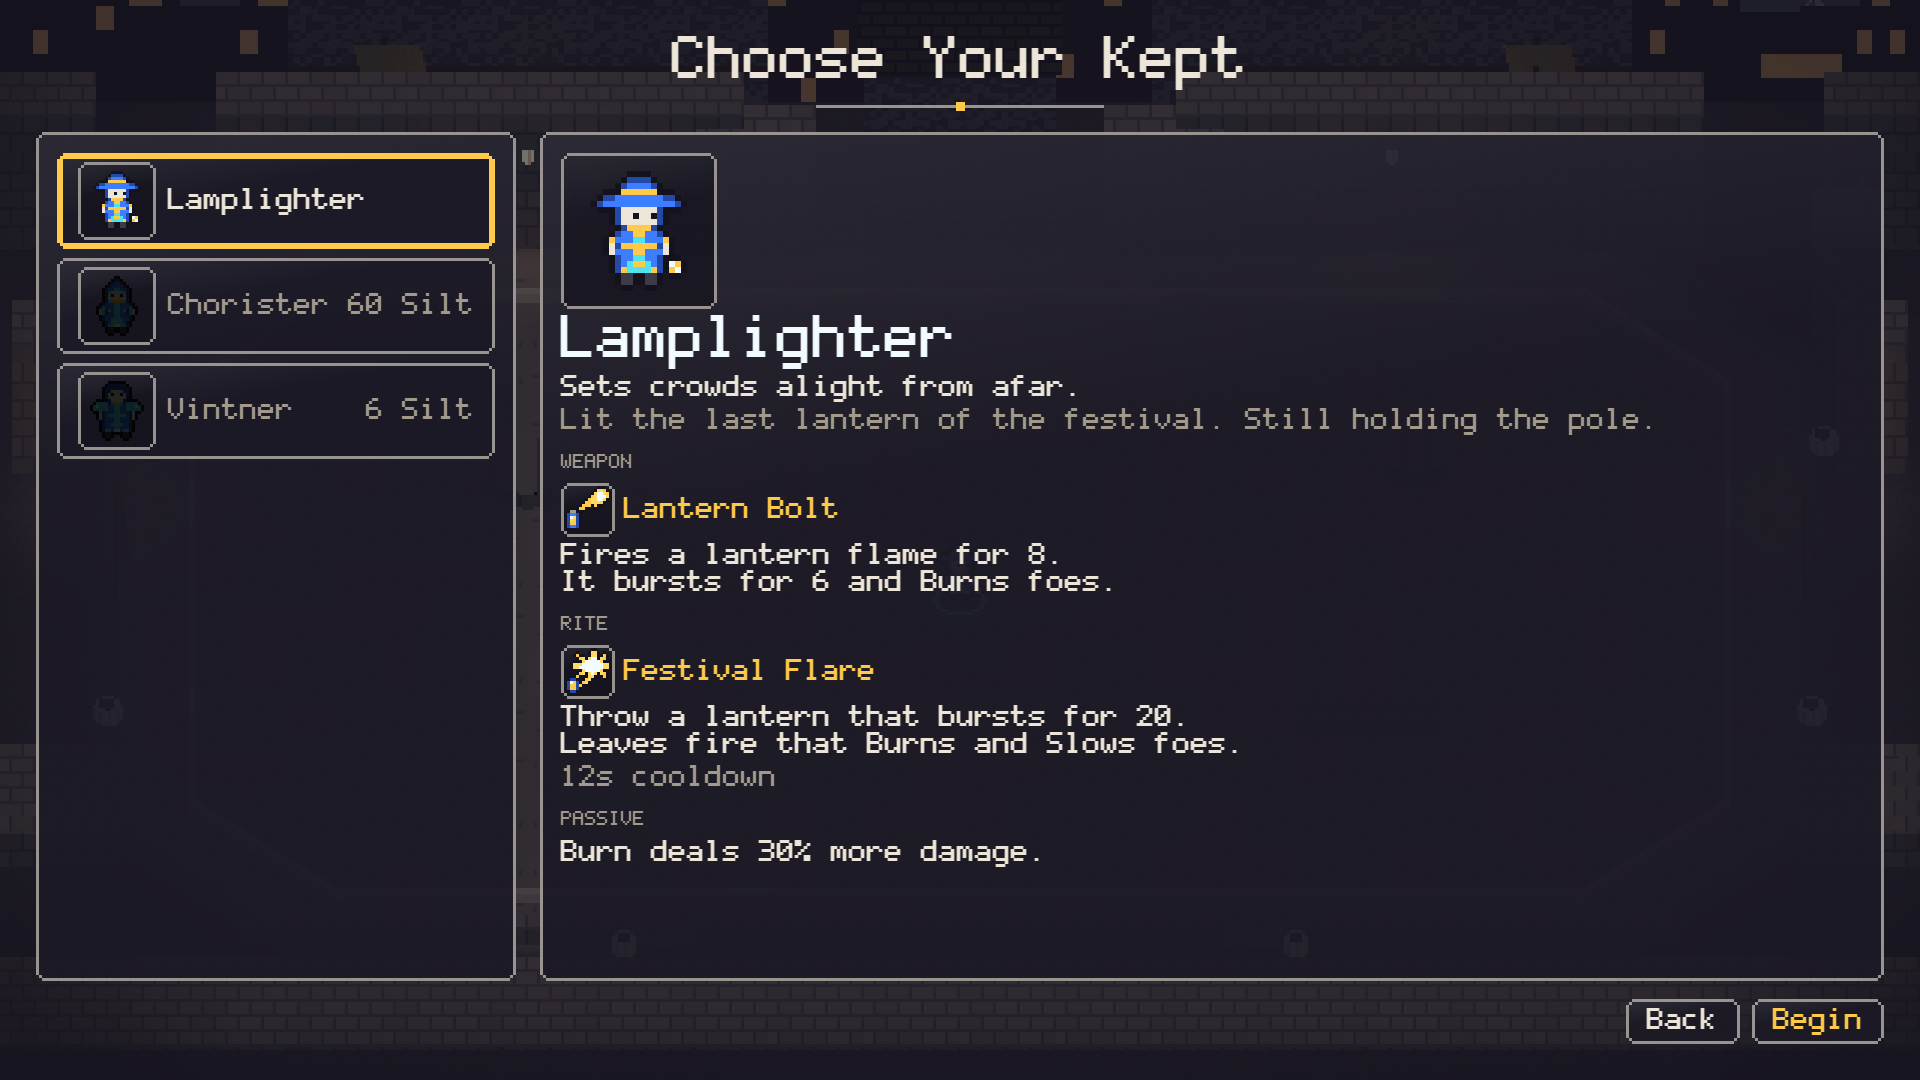 Choose Your Kept
Lamplighter
Chorister 60 Silt
Vintner 6 Silt
Lamplighter
Sets crowds alight from afar.
Lit the last lantern of the festival. Still holding the pole.
WEAPON
Lantern Bolt
Fires a lantern flame for 8.
It bursts for 6 and Burns foes.
RITE
Festival Flare
Throw a lantern that bursts for 20.
Leaves fire that Burns and Slows foes.
12s cooldown
PASSIVE
Burn deals 30% more damage.
Back
Begin